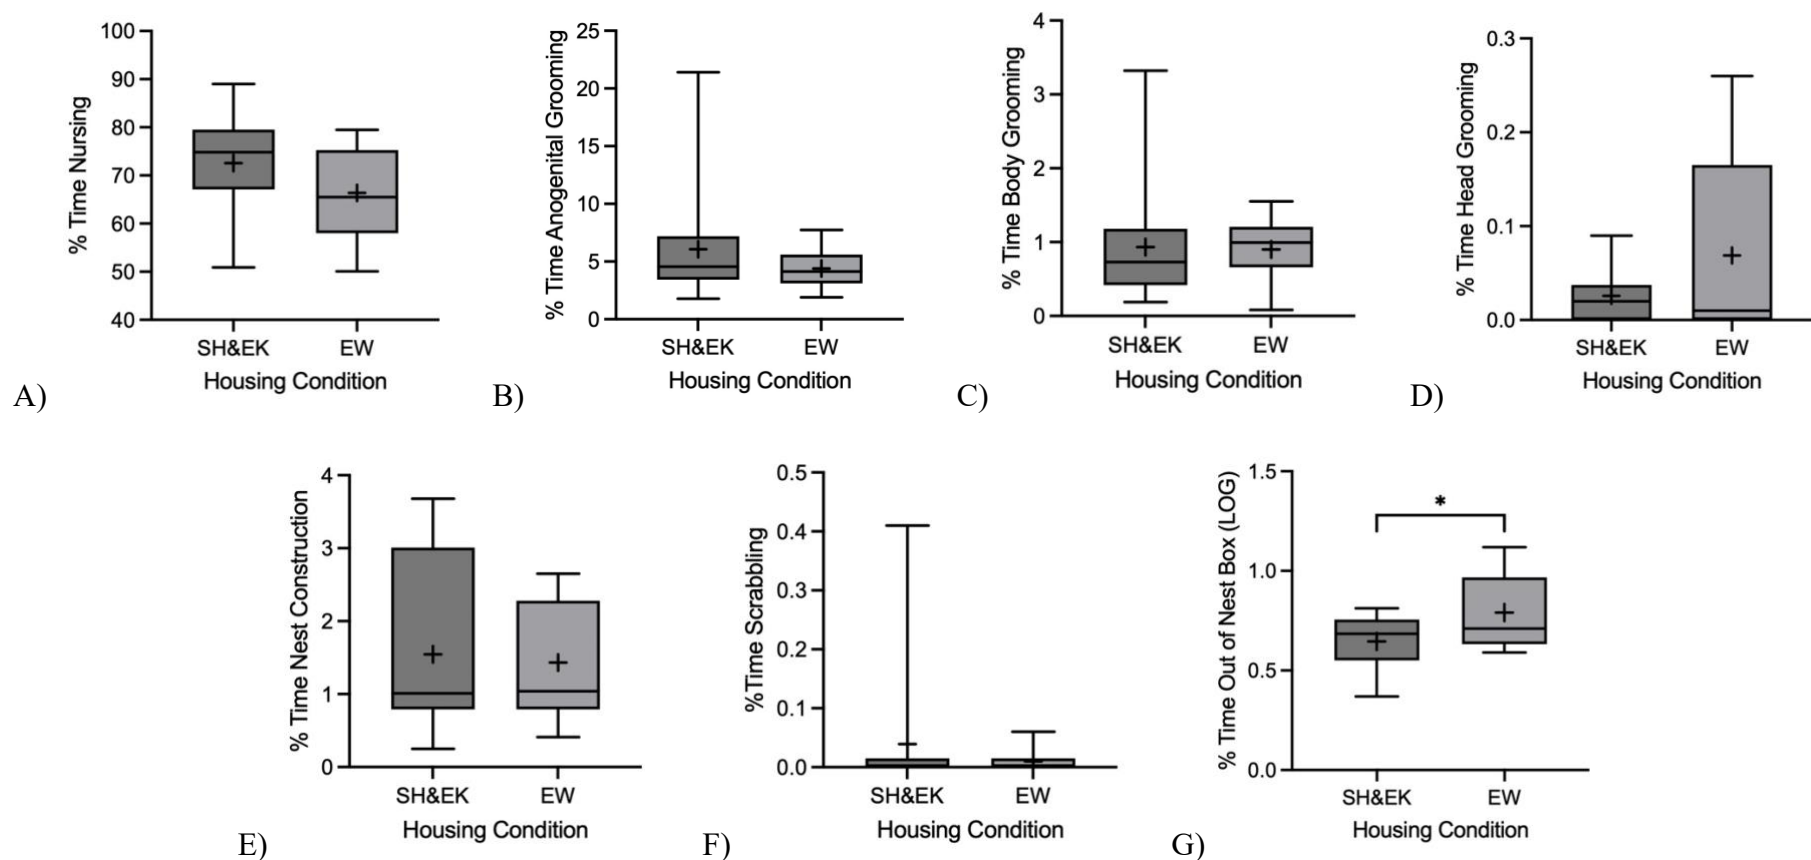 % Time Nursing
100
90
80
70
60
50
40
SH&EK
EW
Housing Condition
A)
% Time Anogenital Grooming
25
20
15
10
5
0
SH&EK
EW
Housing Condition
B)
% Time Body Grooming
4
3
2
1
0
SH&EK
EW
Housing Condition
C)
% Time Head Grooming
0.3
0.2
0.1
0.0
SH&EK
EW
Housing Condition
D)
% Time Nest Construction
4
3
2
1
0
SH&EK
EW
Housing Condition
E)
%Time Scrabbling
0.5
0.4
0.3
0.2
0.1
0.0
SH&EK
EW
Housing Condition
F)
% Time Out of Nest Box (LOG)
1.5
1.0
0.5
0.0
*
SH&EK
EW
Housing Condition
G)